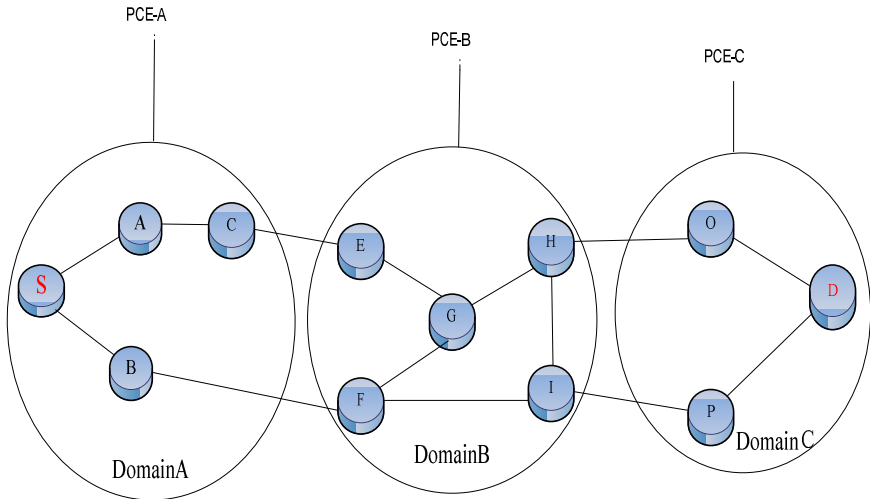 PCE-A
PCE-B
PCE-C
A
C
E
H
O
S
G
D
B
F
I
P
DomainA
DomainB
Domain C